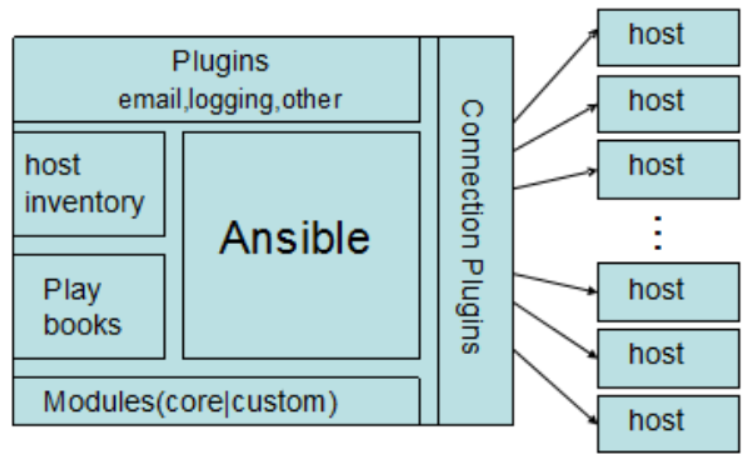 Plugins
email,logging,other
host
inventory
Ansible
Play
books
Modules(core|custom)
Connection Plugins
host
host
host
host
host
host